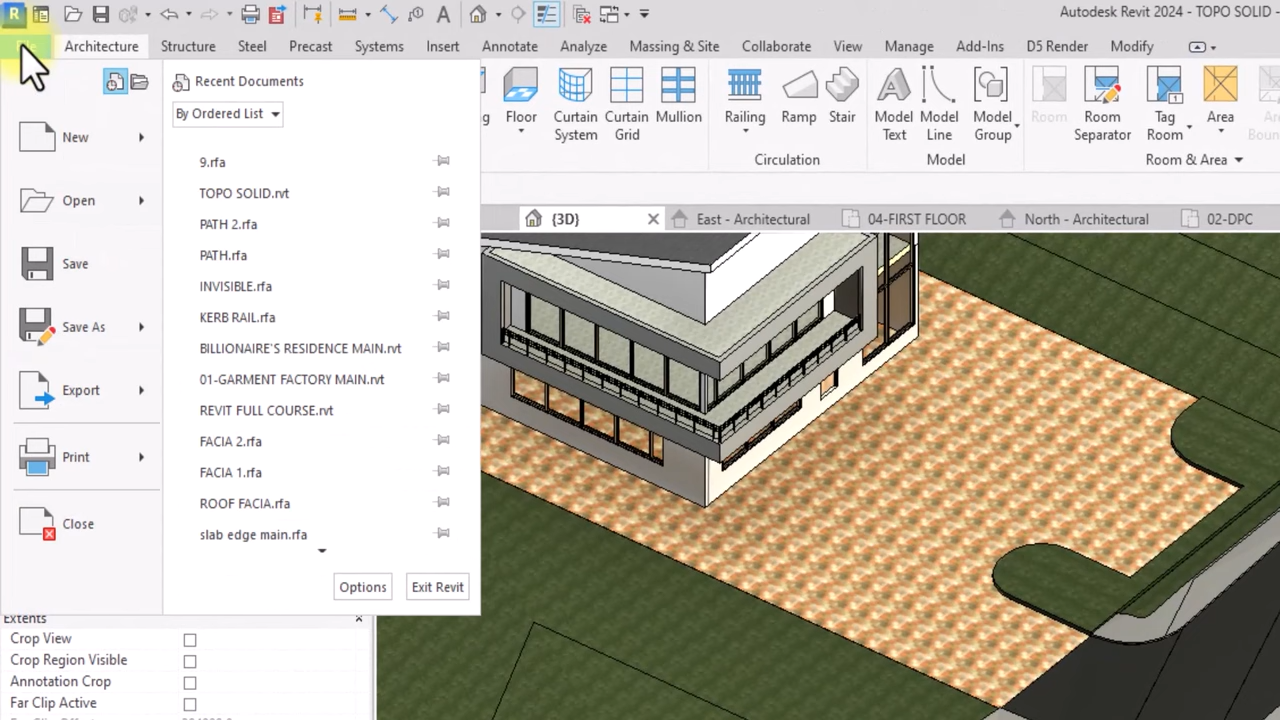 R
Autodesk Revit 2024 - TOPO SOLID -
Architecture
Structure
Steel
Precast
Systems
Insert
Annotate
Analyze
Massing & Site
Collaborate
View
Manage
Add-Ins
D5 Render
Modify
Floor
Curtain
System
Curtain
Grid
Mullion
Railing
Ramp
Stair
Model
Text
Model
Line
Model
Group
Room
Room
Separator
Tag
Room
Area
Circulation
Model
Room & Area
{3D}
East - Architectural
04-FIRST FLOOR
North - Architectural
02-DPC
New
Open
Save
Save As
Export
Print
Close
Recent Documents
By Ordered List
9.rfa
TOPO SOLID.rvt
PATH 2.rfa
PATH.rfa
INVISIBLE.rfa
KERB RAIL.rfa
BILLIONAIRE`S RESIDENCE MAIN.rvt
01-GARMENT FACTORY MAIN.rvt
REVIT FULL COURSE.rvt
FACIA 2.rfa
FACIA 1.rfa
ROOF FACIA.rfa
slab edge main.rfa
Options
Exit Revit
Extents
Crop View
Crop Region Visible
Annotation Crop
Far Clip Active